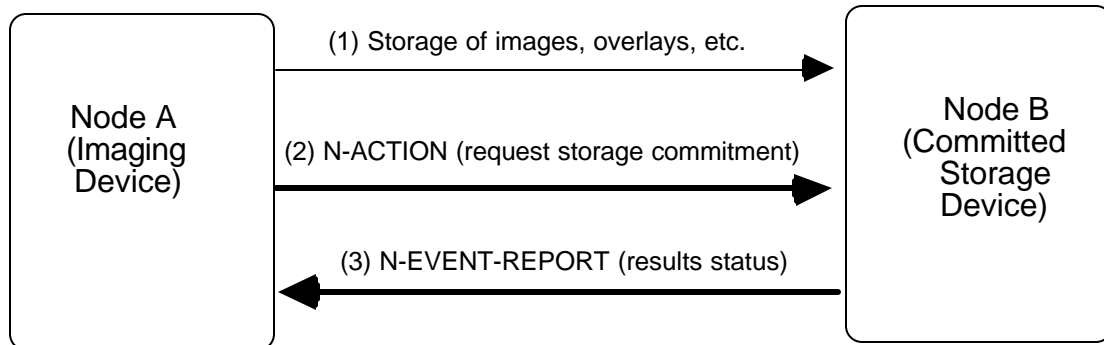 (1) Storage of images, overlays, etc.
Node A
(Imaging
Device)
(2) N-ACTION (request storage commitment)
(3) N-EVENT-REPORT (results status)
Node B
(Committed
Storage
Device)